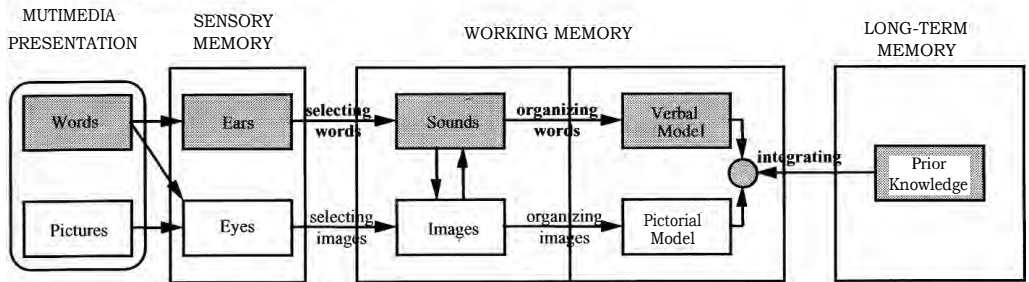 MUTIMEDIA
PRESENTATION
SENSORY
MEMORY
WORKING MEMORY
LONG-TERM
MEMORY
Words
Ears
selecting
words
Sounds
organizing
words
Verbal
Model
integrating
Prior
Knowledge
Pictures
Eyes
selecting
images
Images
organizing
images
Pictorial
Model